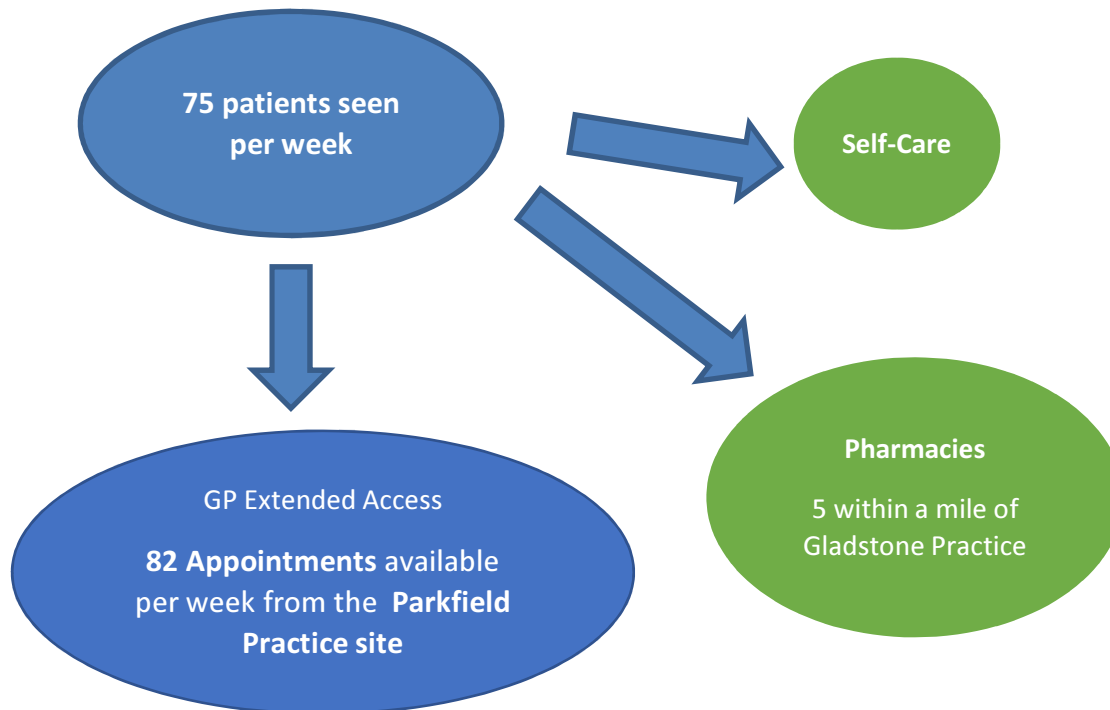 75 patients seen
per week
Self-Care
GP Extended Access
82 Appointments available
per week from the Parkfield
Practice site
Pharmacies
5 within a mile of
Gladstone Practice